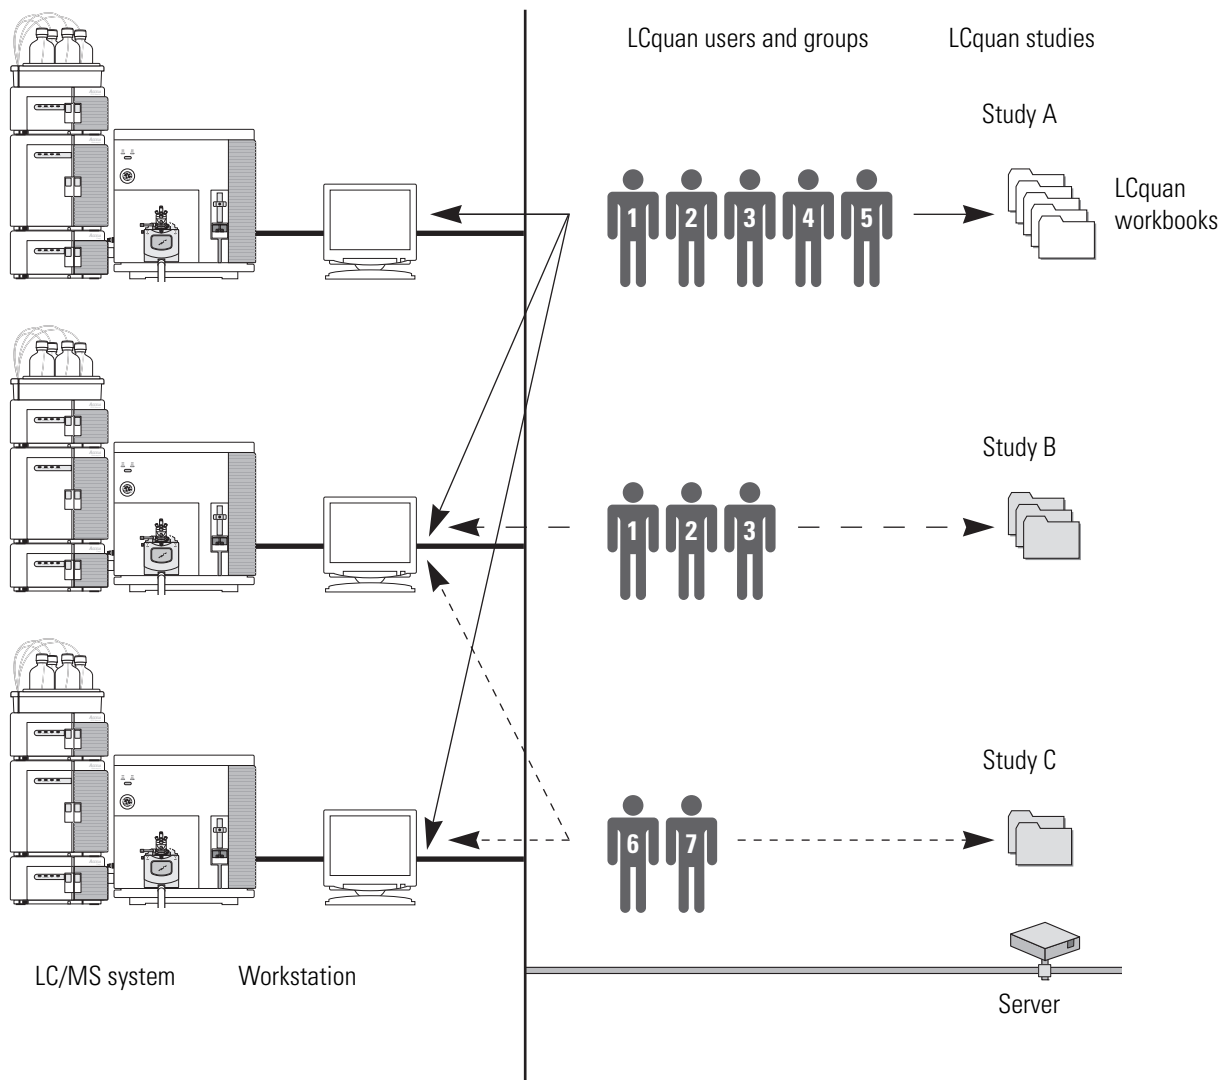 LCquan users and groups
LCquan studies
Study A
1 2 3 4 5
LCquan
workbooks
Study B
1 2 3
Study C
6 7
LC/MS system
Workstation
Server